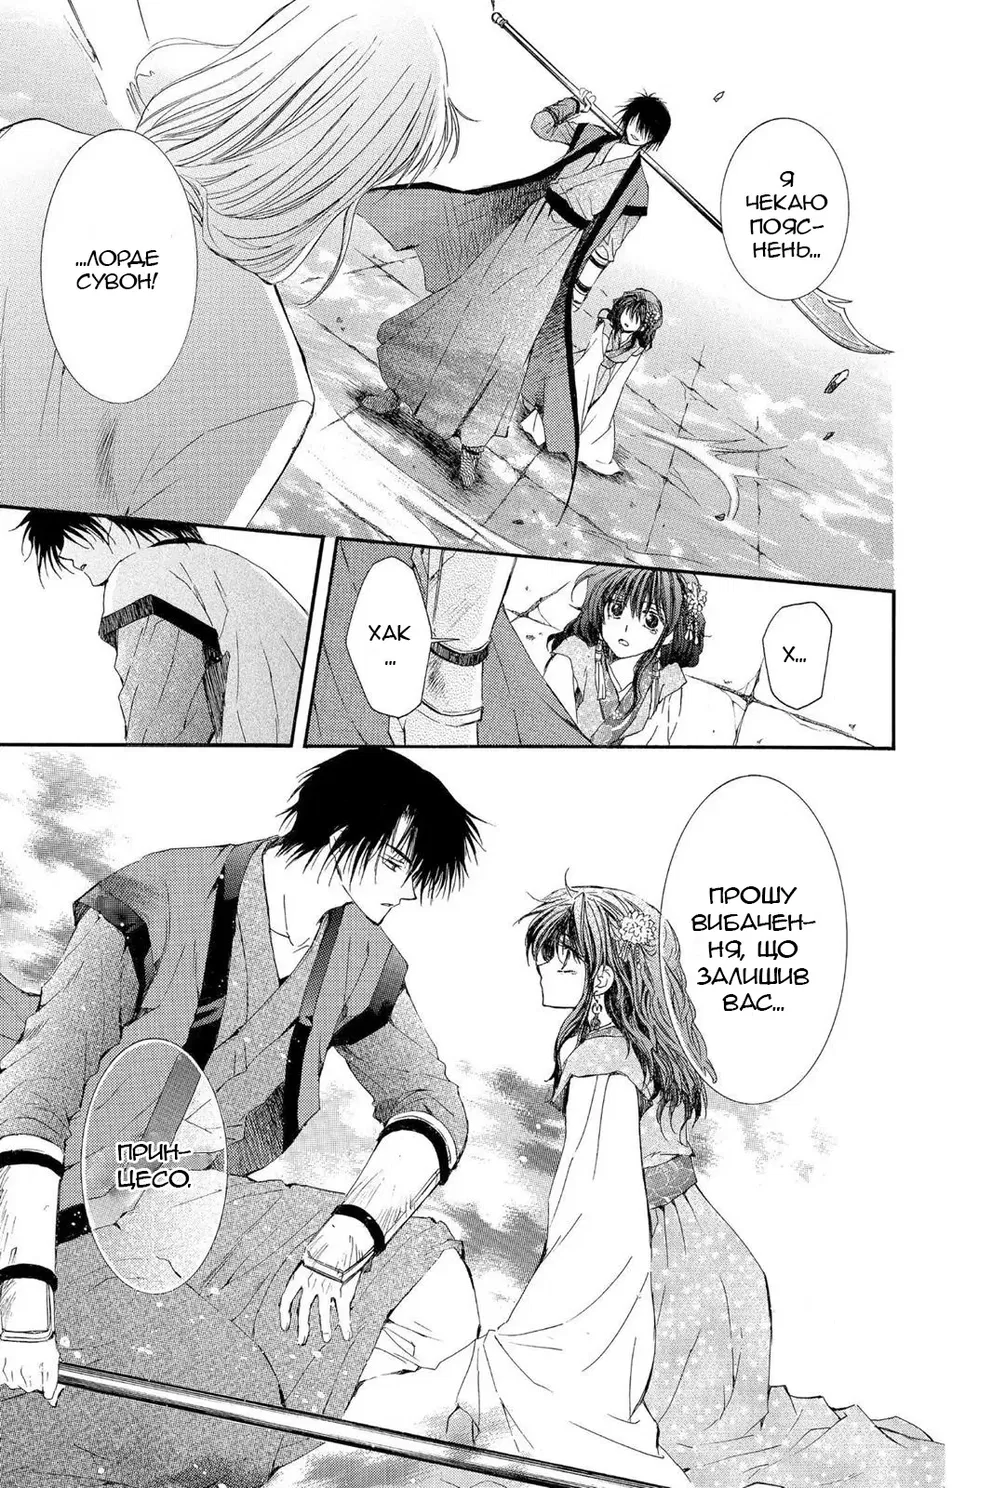 Я
ЧЕКАЮ
ПОЯС-
НЕНЬ...
...ЛОРДЕ
СУВОН!
Х...
ХАК
...
ПРОШУ
ВИБАЧЕН-
НЯ, ЩО
ЗАЛИШИВ
ВАС...
ПРИН-
ЦЕСО.